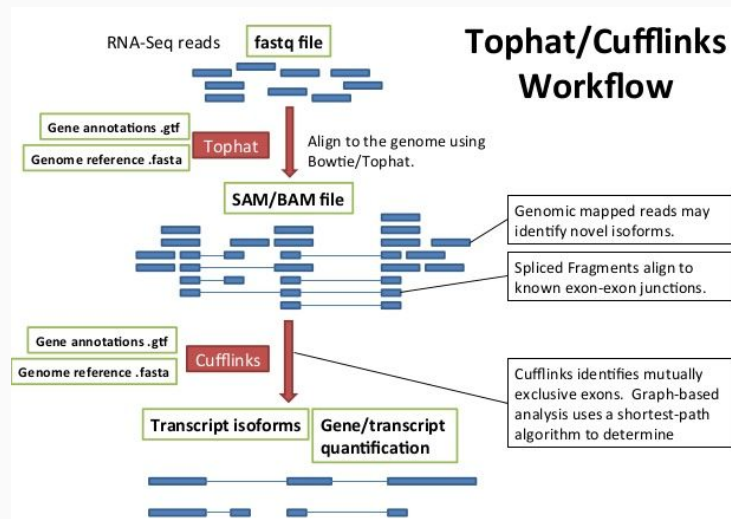 RNA-Seq reads
fastq file
Tophat/Cufflinks
Workflow
Gene annotations .gtf
Genome reference .fasta
Tophat
Align to the genome using
Bowtie/Tophat.
SAM/BAM file
Genomic mapped reads may
identify novel isoforms.
Spliced Fragments align to
known exon-exon junctions.
Gene annotations .gtf
Genome reference .fasta
Cufflinks
Cufflinks identifies mutually
exclusive exons. Graph-based
analysis uses a shortest-path
algorithm to determine
Transcript isoforms
Gene/transcript
quantification